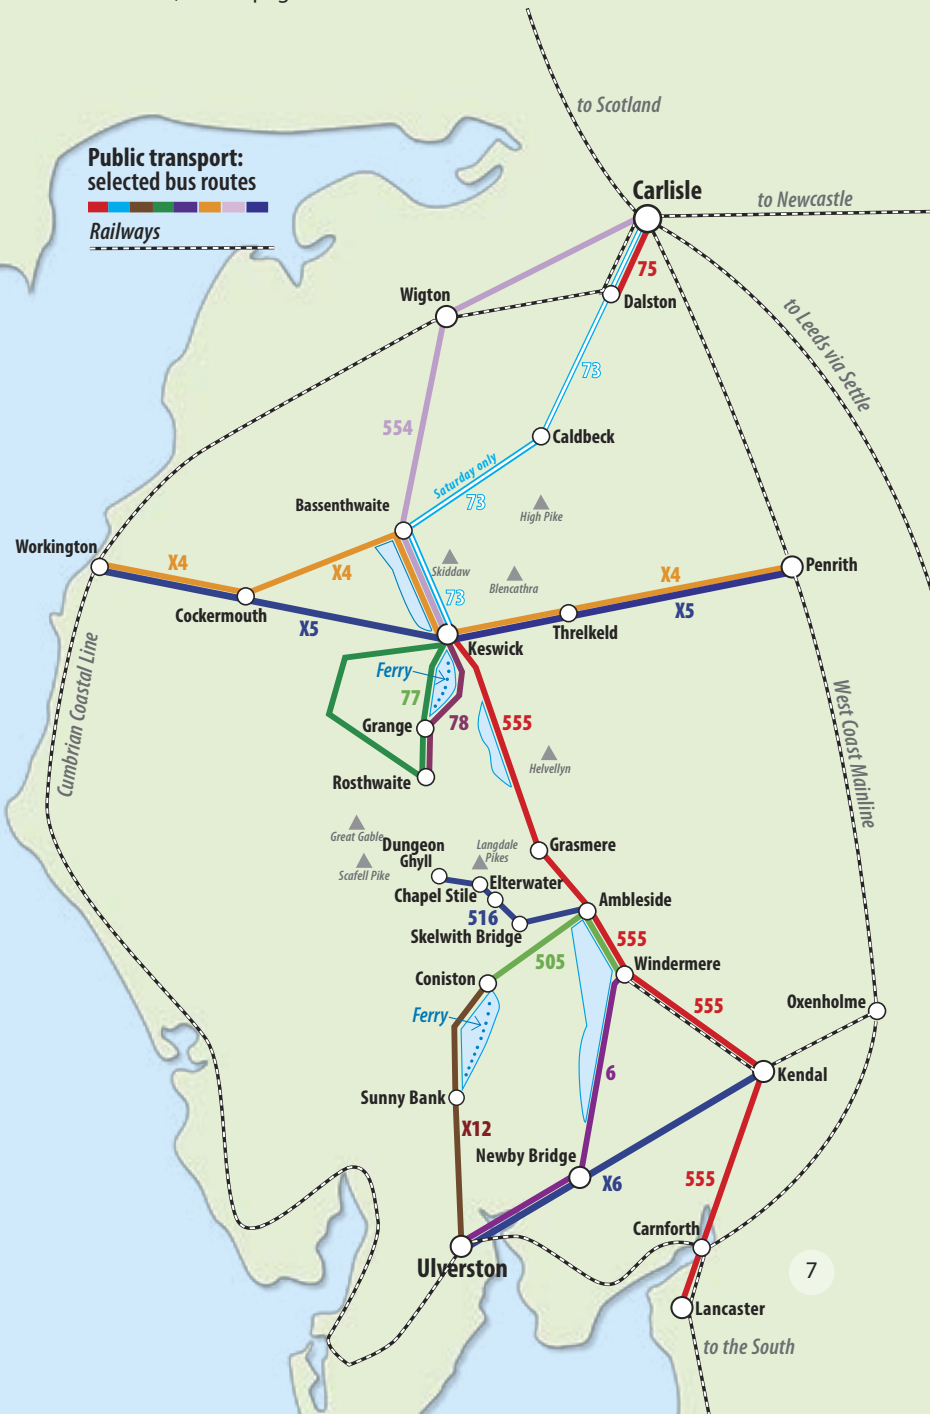 to Scotland
Public transport:
selected bus routes
Railways
Carlisle
to Newcastle
75
Dalston
Wigton
to Leeds via Settle
73
554
Caldbeck
Saturday only
73
Bassenthwaite
High Pike
Workington
X4
X4
Skiddaw
Blencathra
X4
Penrith
73
X5
Cockermouth
X5
Threlkeld
Keswick
Ferry
77
78
555
Grange
Cumbrian Coastal Line
West Coast Mainline
Helvellyn
Rosthwaite
Great Gable
Scafell Pike
Dungeon
Ghyll
Langdale
Pikes
Grasmere
Elterwater
Chapel Stile
Ambleside
516
Skelwith Bridge
555
505
Windermere
Coniston
555
Oxenholme
Ferry
6
Kendal
Sunny Bank
X12
Newby Bridge
X6
555
Carnforth
Ulverston
7
Lancaster
to the South